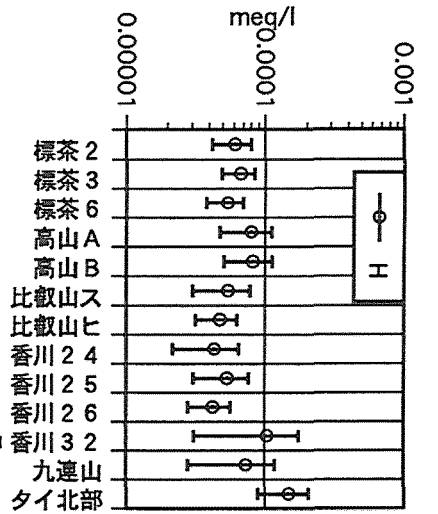 meq/l
0.00001
0.0001
0.001
標茶2
標茶3
標茶6
高山A
高山B
比叡山ス
比叡山ヒ
香川24
香川25
香川26
香川32
九連山
タイ北部